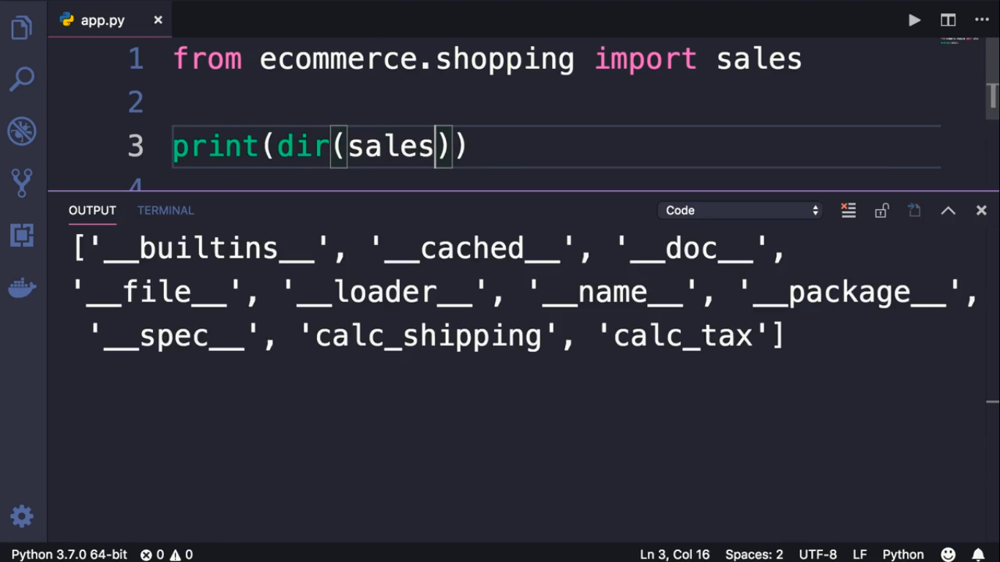 app.py
1 from ecommerce.shopping import sales
2
3 print(dir(sales))
4
OUTPUT TERMINAL Code
['__builtins__', '__cached__', '__doc__',
'__file__', '__loader__', '__name__', '__package__',
'__spec__', 'calc_shipping', 'calc_tax']
Python 3.7.0 64-bit 0 0 Ln 3, Col 16 Spaces: 2 UTF-8 LF Python